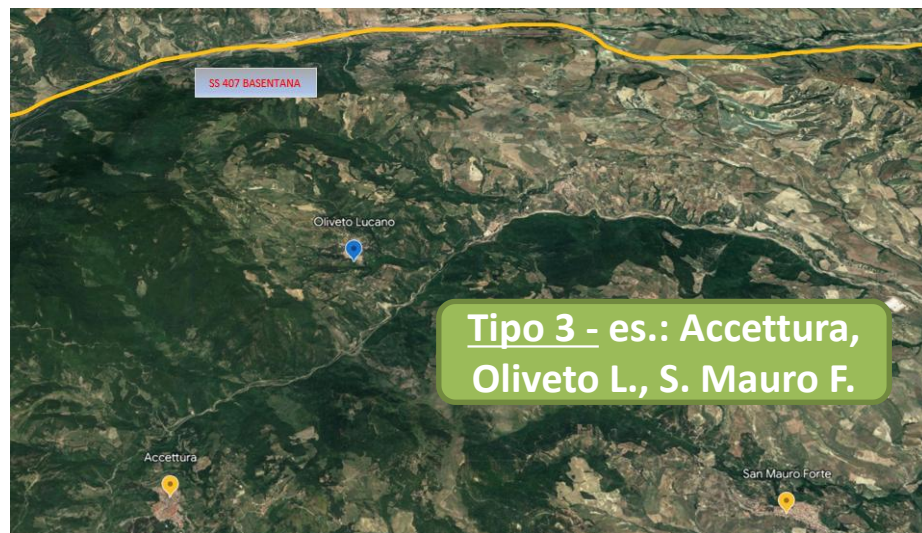 SS 407 BASENTANA
Oliveto Lucano
Tipo 3 - es.: Accettura,
Oliveto L., S. Mauro F.
Accettura
San Mauro Forte